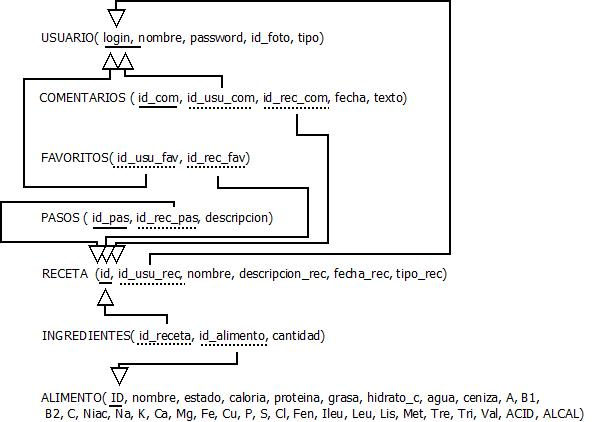 USUARIO( login, nombre, password, id_foto, tipo)
COMENTARIOS ( id_com, id_usu_com, id_rec_com, fecha, texto)
FAVORITOS( id_usu_fav, id_rec_fav)
PASOS ( id_pas, id_rec_pas, descripcion)
RECETA (id, id_usu_rec, nombre, descripcion_rec, fecha_rec, tipo_rec)
INGREDIENTES( id_receta, id_alimento, cantidad)
ALIMENTO( ID, nombre, estado, caloria, proteina, grasa, hidrato_c, agua, ceniza, A, B1,
B2, C, Niac, Na, K, Ca, Mg, Fe, Cu, P, S, Cl, Fen, Ileu, Leu, Lis, Met, Tre, Tri, Val, ACID, ALCAL)